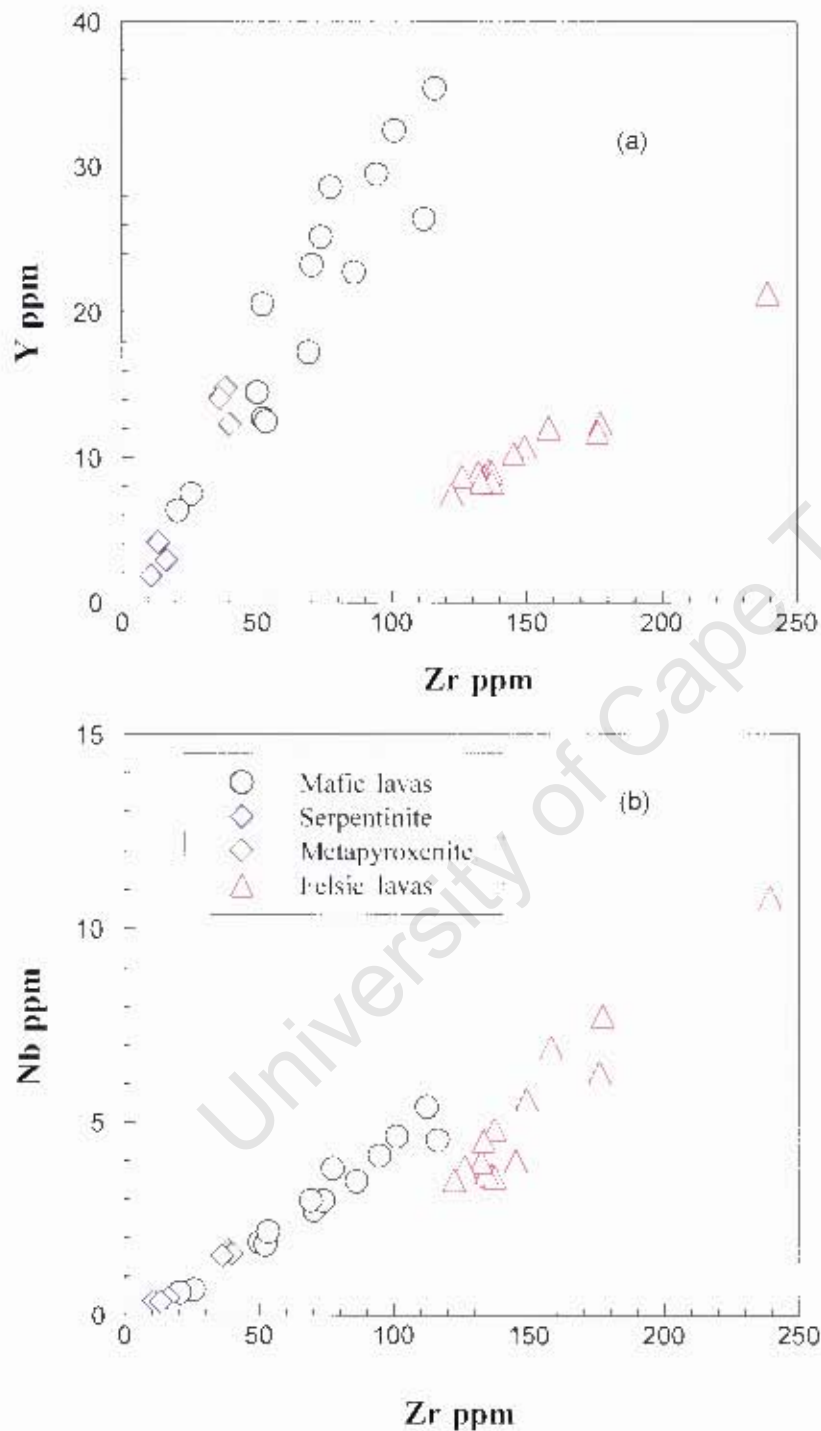 40
30
20
10
0
Y ppm
(a)
0 50 100 150 200 250
Zr ppm
15
10
5
0
Nb ppm
(b)
Mafic lavas
Serpentinite
Metapyroxenite
Felsic lavas
0 50 100 150 200 250
Zr ppm
University of Cape T